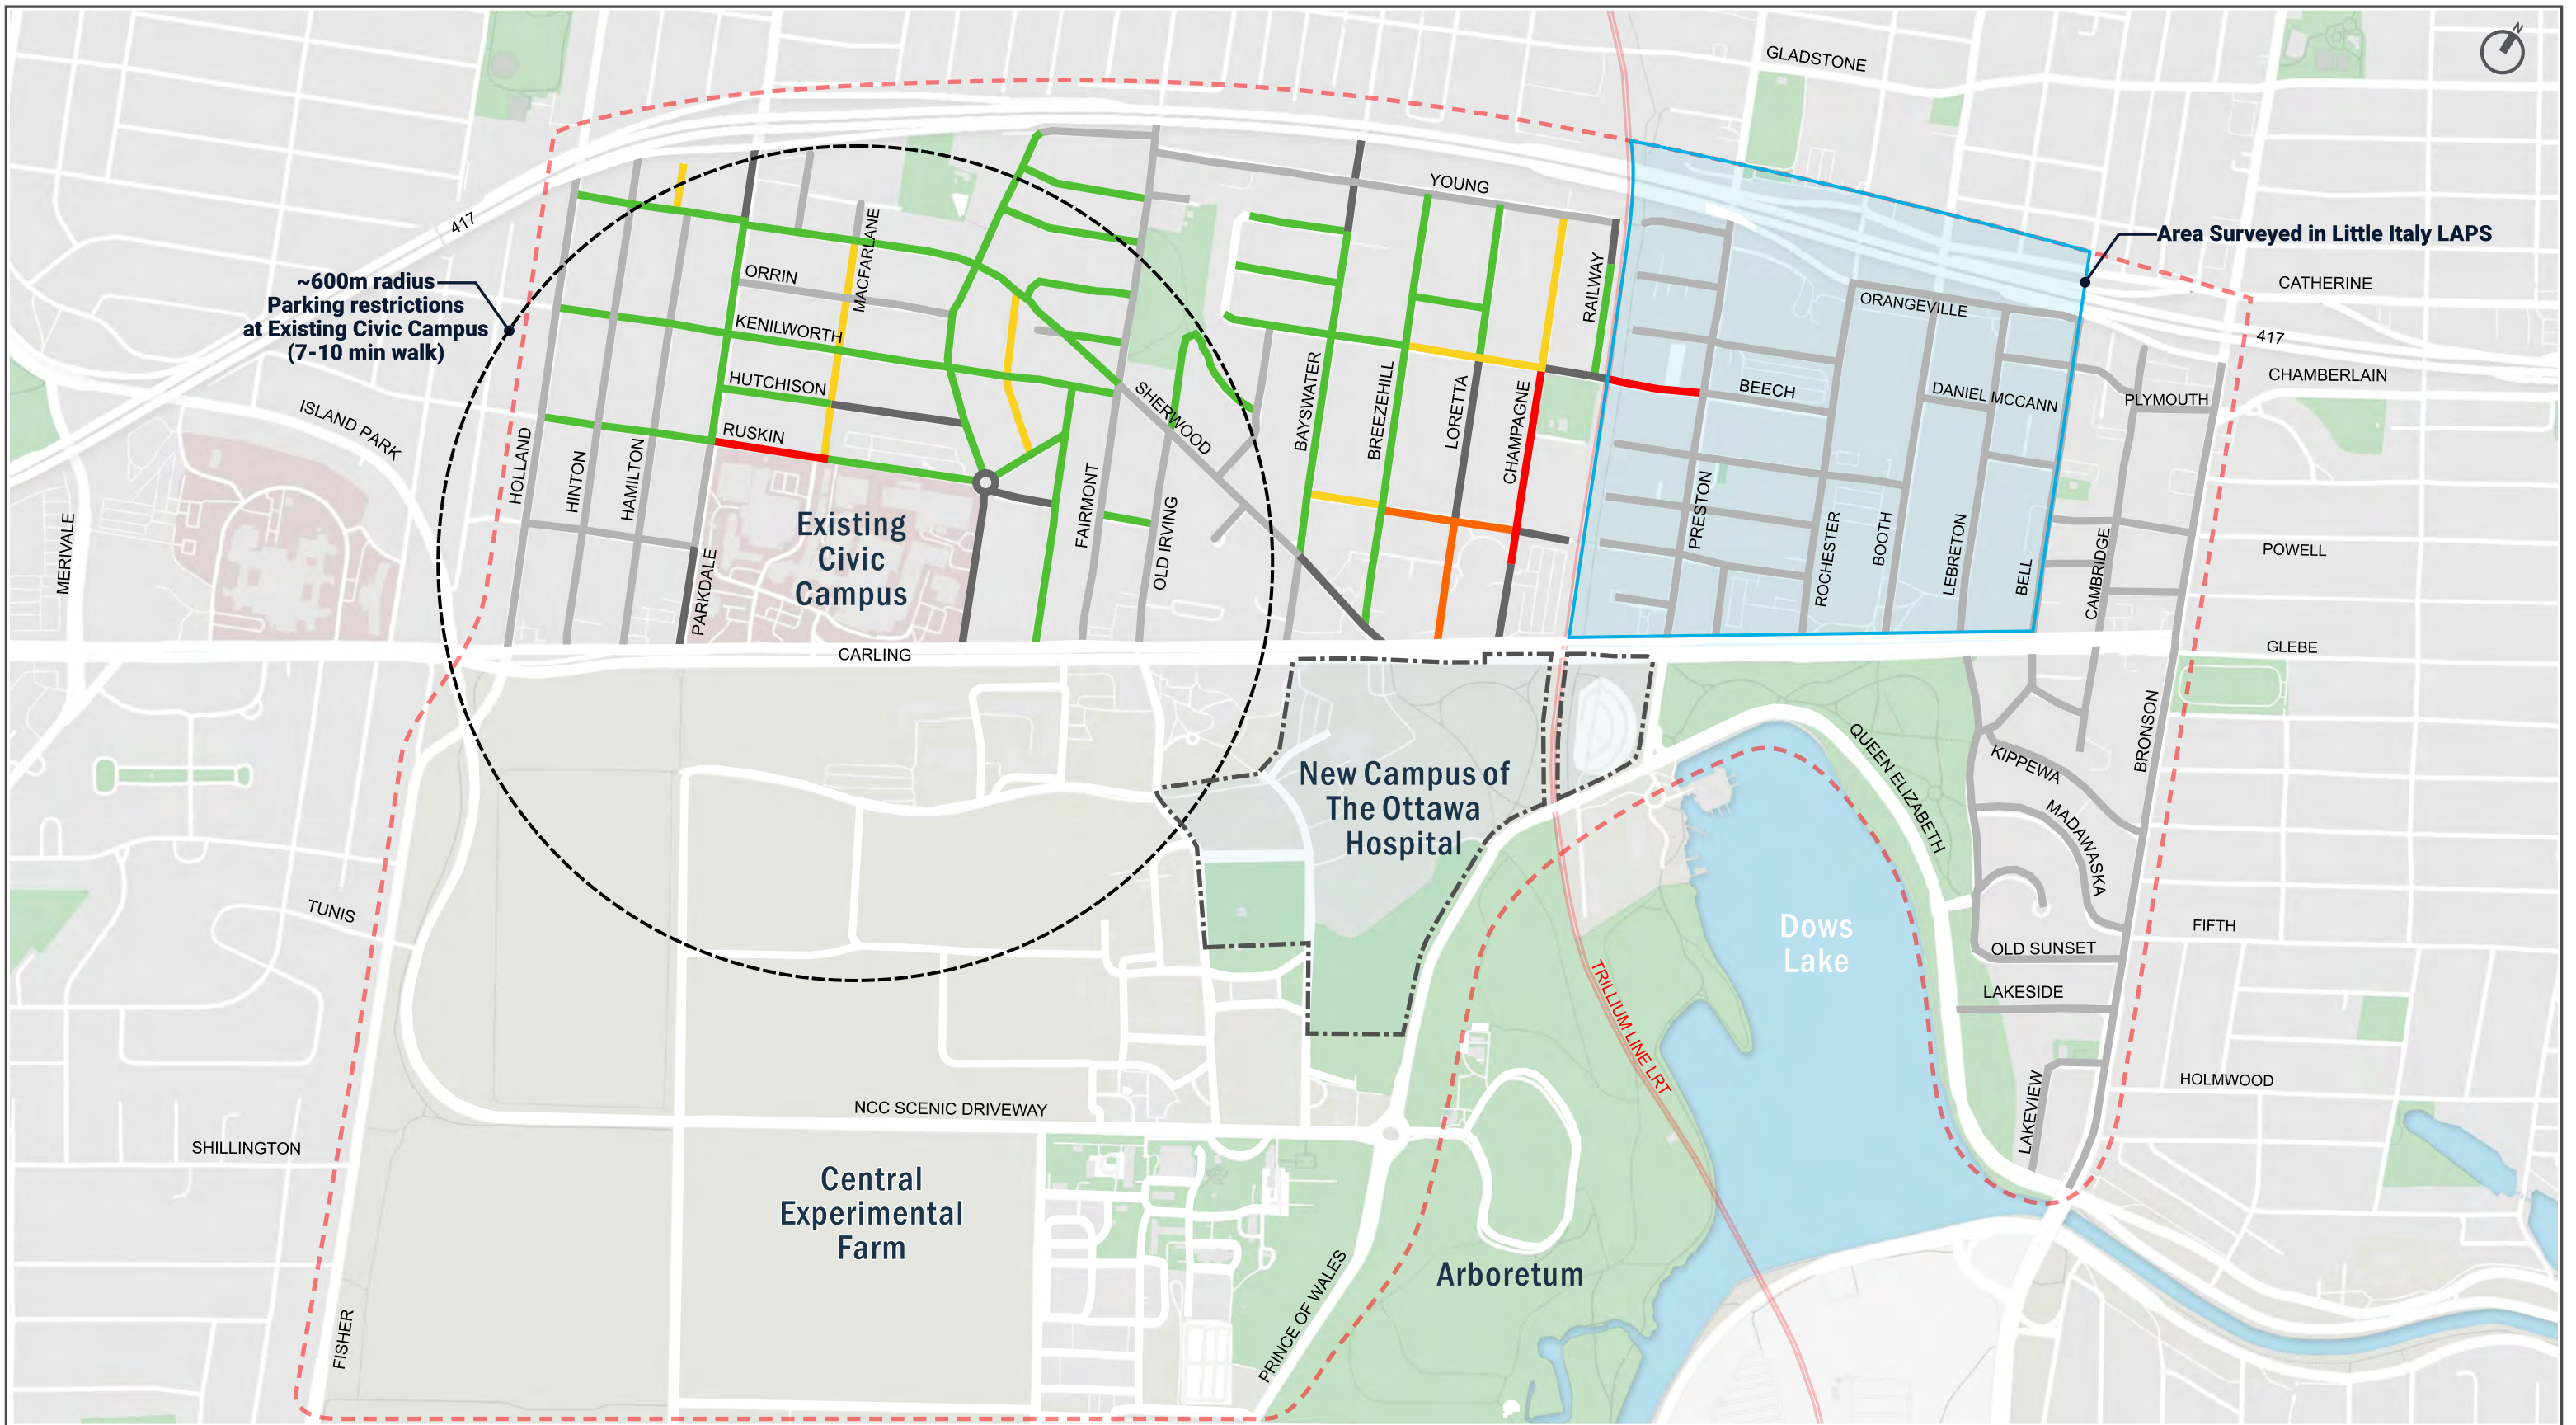 N
GLADSTONE
417
YOUNG
Area Surveyed in Little Italy LAPS
~600m radius
Parking restrictions
at Existing Civic Campus
(7-10 min walk)
MACFARLANE
ORRIN
RAILWAY
CATHERINE
ORANGEVILLE
KENILWORTH
417
CHAMBERLAIN
HUTCHISON
BEECH
DANIEL MCCANN
PLYMOUTH
ISLAND PARK
RUSKIN
SHERWOOD
BAYSWATER
BREEZEHILL
LORETTA
CHAMPAGNE
HOLLAND
HINTON
HAMILTON
FAIRMONT
OLD IRVING
PRESTON
ROCHESTER
BOOTH
LEBRETON
BELL
CAMBRIDGE
POWELL
MERIVALE
PARKDALE
Existing
Civic
Campus
CARLING
GLEBE
BRONSON
QUEEN ELIZABETH
KIPPEWA
MADAWASKA
New Campus of
The Ottawa
Hospital
TUNIS
Dows
Lake
FIFTH
OLD SUNSET
LAKESIDE
TRILLIUM LINE LRT
HOLMWOOD
LAKEVIEW
NCC SCENIC DRIVEWAY
SHILLINGTON
Central
Experimental
Farm
Arboretum
PRINCE OF WALES
FISHER